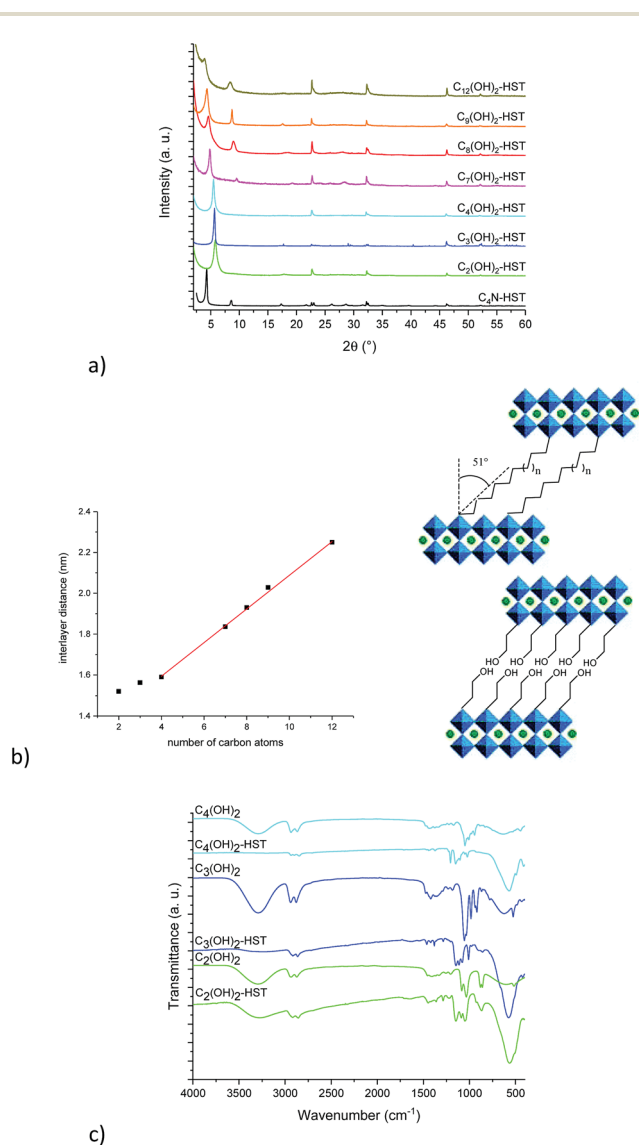 C₁₂(OH)₂-HST
C₉(OH)₂-HST
C₈(OH)₂-HST
C₇(OH)₂-HST
C₄(OH)₂-HST
C₃(OH)₂-HST
C₂(OH)₂-HST
C₄N-HST
Intensity (a. u.)
5 10 15 20 25 30 35 40 45 50 55 60
2θ (°)
a)
51°
n
n
2.4
2.2
2.0
1.8
1.6
1.4
interlayer distance (nm)
2 4 6 8 10 12
number of carbon atoms
HO HO HO HO HO
OH OH OH OH OH
b)
C₄(OH)₂
C₄(OH)₂-HST
C₃(OH)₂
C₃(OH)₂-HST
C₂(OH)₂
C₂(OH)₂-HST
Transmittance (a. u.)
4000 3500 3000 2500 2000 1500 1000 500
Wavenumber (cm⁻¹)
c)